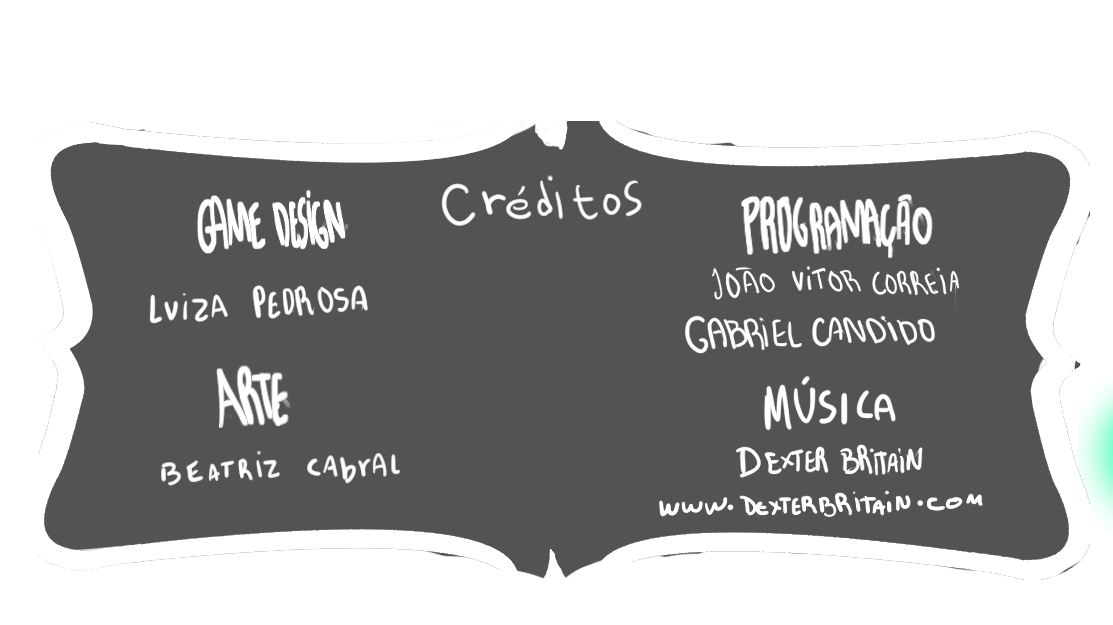 Créditos
GAME DESIGN
LUIZA PEDROSA
ARTE
BEATRIZ CABRAL
PROGRAMAÇÃO
JOÃO VITOR CORREIA
GABRIEL CANDIDO
MÚSICA
DEXTER BRITAIN
WWW.DEXTERBRITAIN.COM